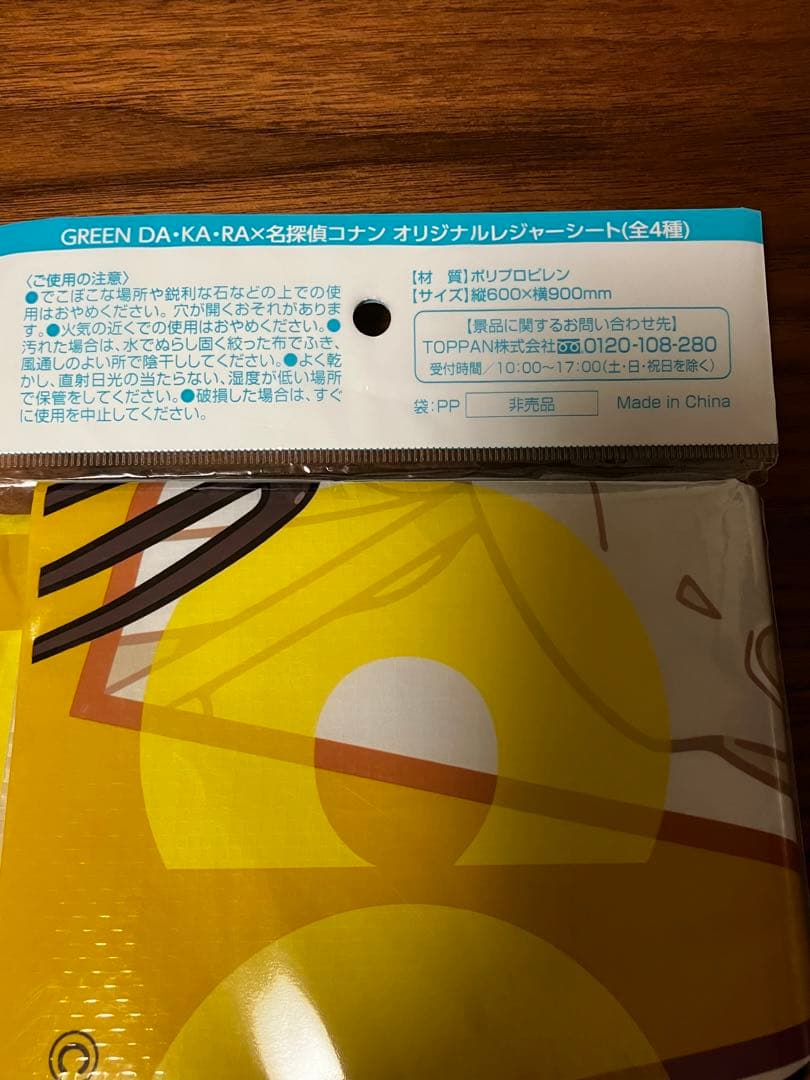 GREEN DA・KA・RA×名探偵コナン オリジナルレジャーシート(全4種)
〈ご使用の注意〉
●でこぼこな場所や鋭利な石などの上での使
用はおやめください。穴が開くおそれがありま
す。●火気の近くでの使用はおやめください。●
汚れた場合は、水でぬらし固く絞った布でふき、
風通しのよい所で陰干ししてください。●よく乾
かし、直射日光の当たらない、湿度が低い場所
で保管をしてください。●破損した場合は、すぐ
に使用を中止してください。
【材　質】ポリプロピレン
【サイズ】縦600×横900mm
【景品に関するお問い合わせ先】
TOPPAN株式会社 0120-108-280
受付時間／10:00〜17:00(土・日・祝日を除く)
袋:PP 非売品 Made in China
©